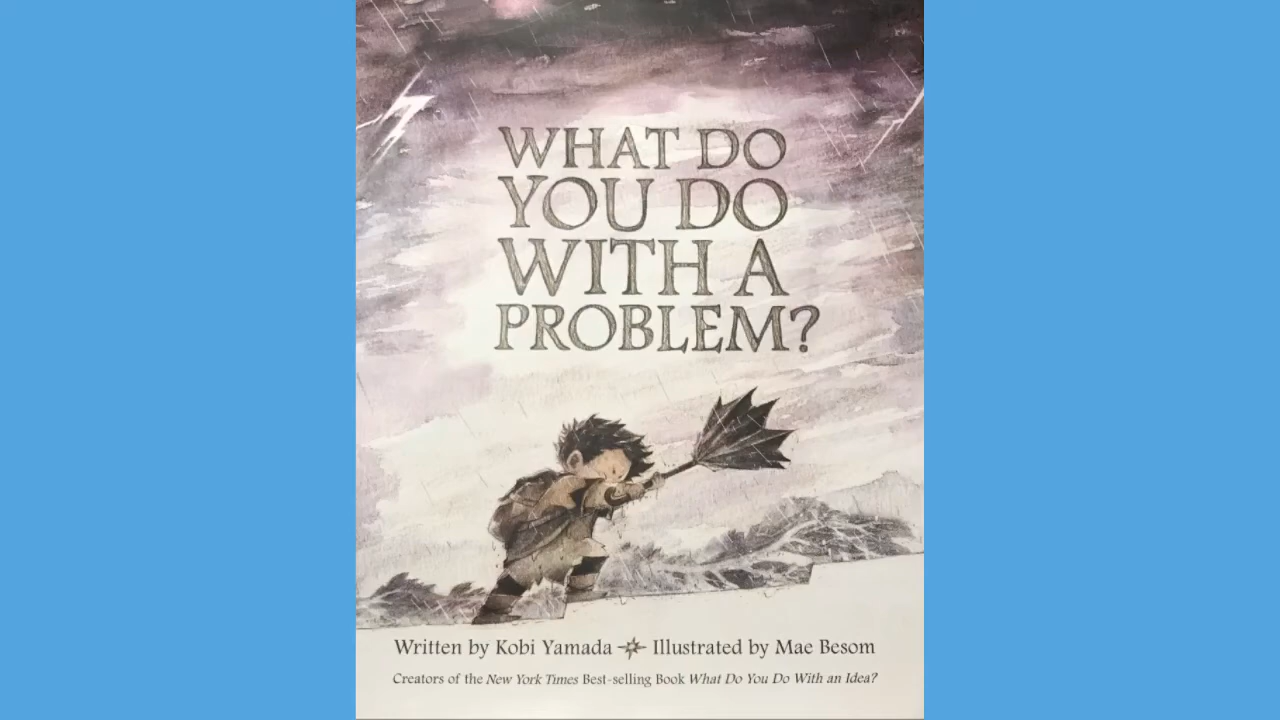 WHAT DO
YOU DO
WITH A
PROBLEM?
Written by Kobi Yamada Illustrated by Mae Besom
Creators of the New York Times Best-selling Book What Do You Do With an Idea?